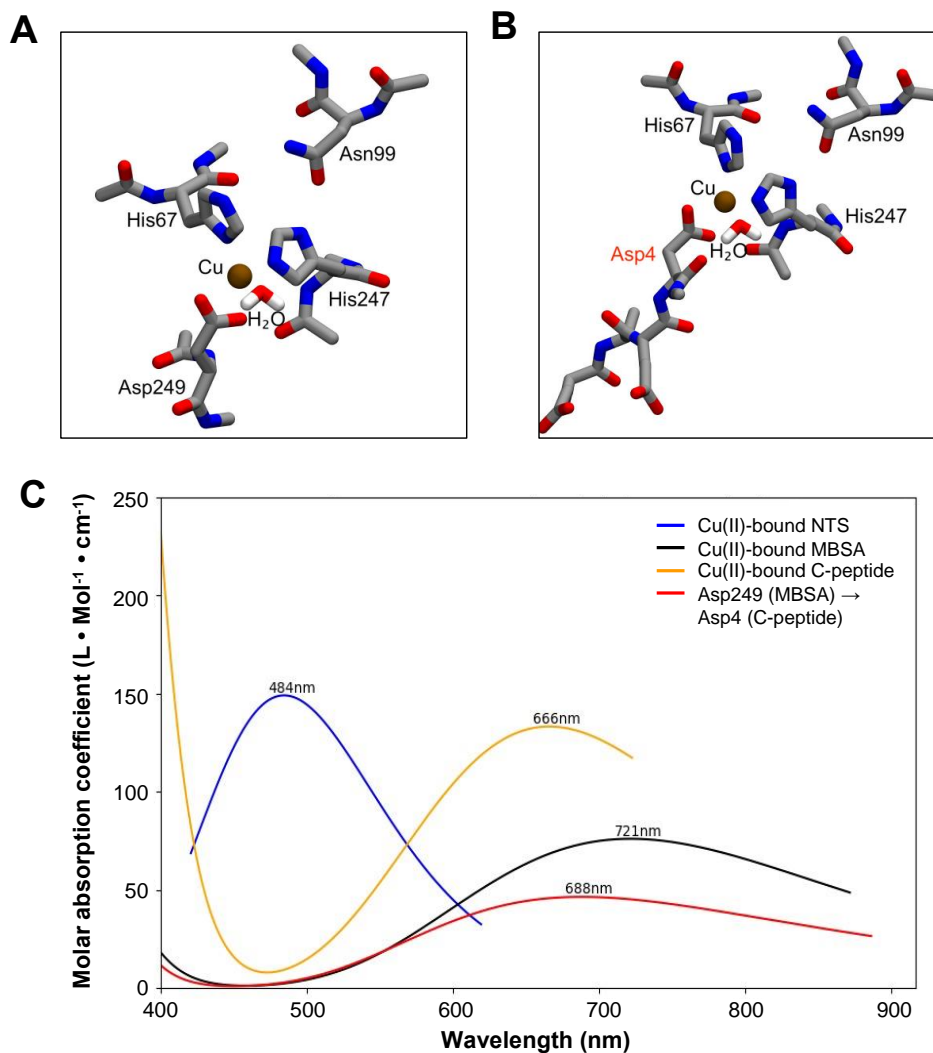 A
His67
Asn99
Cu
H₂O
His247
Asp249
B
His67
Asn99
Cu
His247
H₂O
Asp4
C
Molar absorption coefficient (L • Mol⁻¹ • cm⁻¹)
250
200
150
100
50
0
Cu(II)-bound NTS
Cu(II)-bound MBSA
Cu(II)-bound C-peptide
Asp249 (MBSA) →
Asp4 (C-peptide)
484nm
666nm
721nm
688nm
400 500 600 700 800 900
Wavelength (nm)